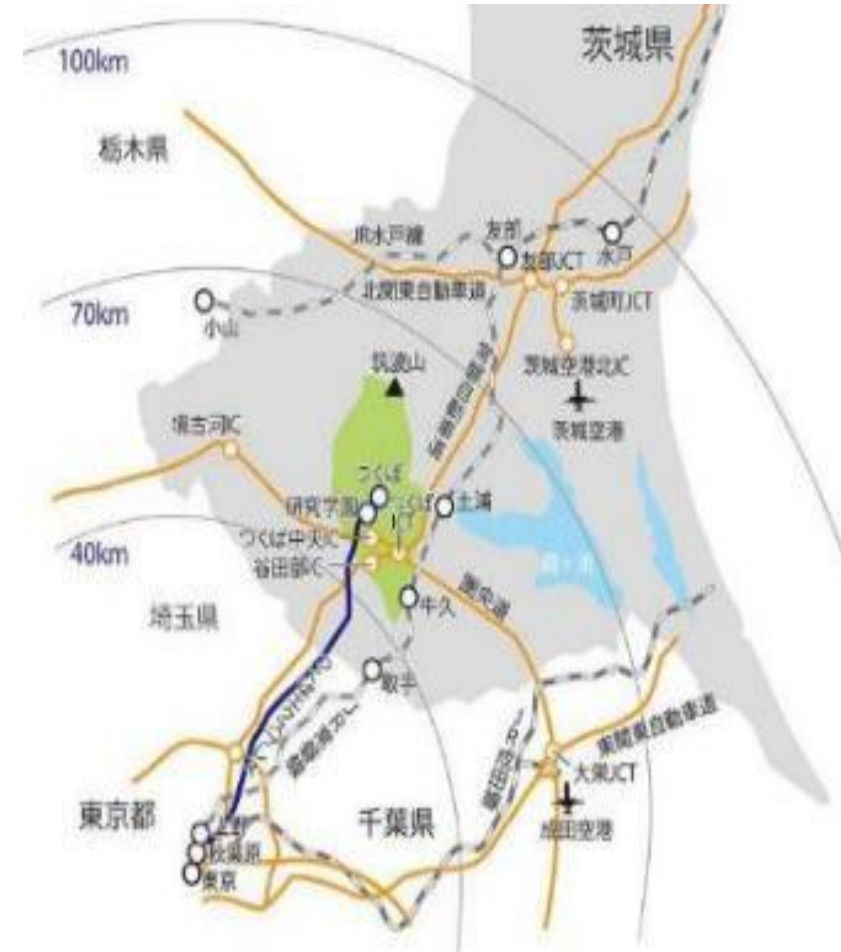 茨城県
100km
栃木県
JR水戸線
友部
水戸
友部JCT
北関東自動車道
茨城町JCT
70km
小山
筑波山
茨城空港北IC
茨城空港
境古河IC
つくば
研究学園
土浦
つくば中央IC
40km
谷田部IC
牛久
圏央道
埼玉県
取手
東関東自動車道
大栄JCT
東京都
上野
千葉県
成田空港
秋葉原
東京